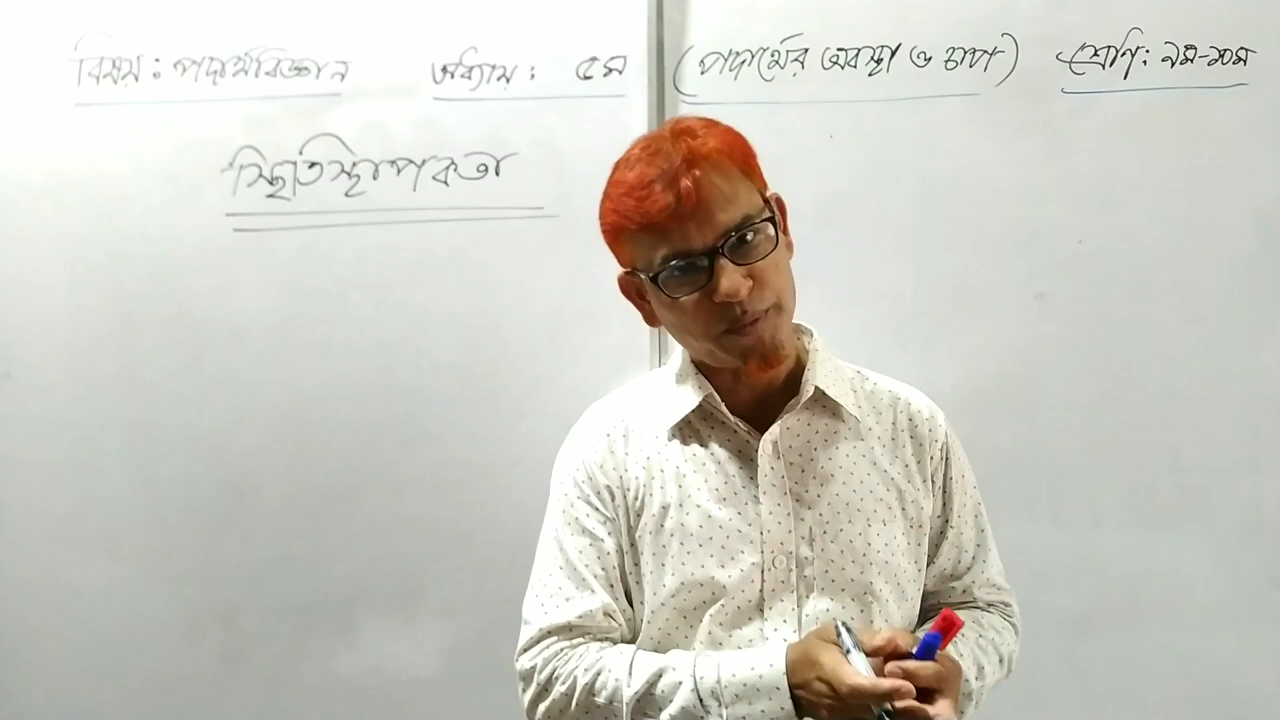 বিষয়: পদার্থবিজ্ঞান অধ্যায়: ৫ম (পদার্থের অবস্থা ও চাপ) শ্রেণি: ৯ম-১০ম
স্থিতিস্থাপকতা